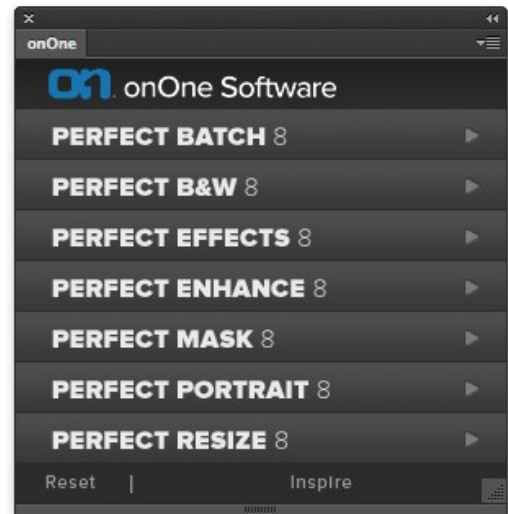 onOne
on. onOne Software
PERFECT BATCH 8
PERFECT B&W 8
PERFECT EFFECTS 8
PERFECT ENHANCE 8
PERFECT MASK 8
PERFECT PORTRAIT 8
PERFECT RESIZE 8
Reset | Inspire